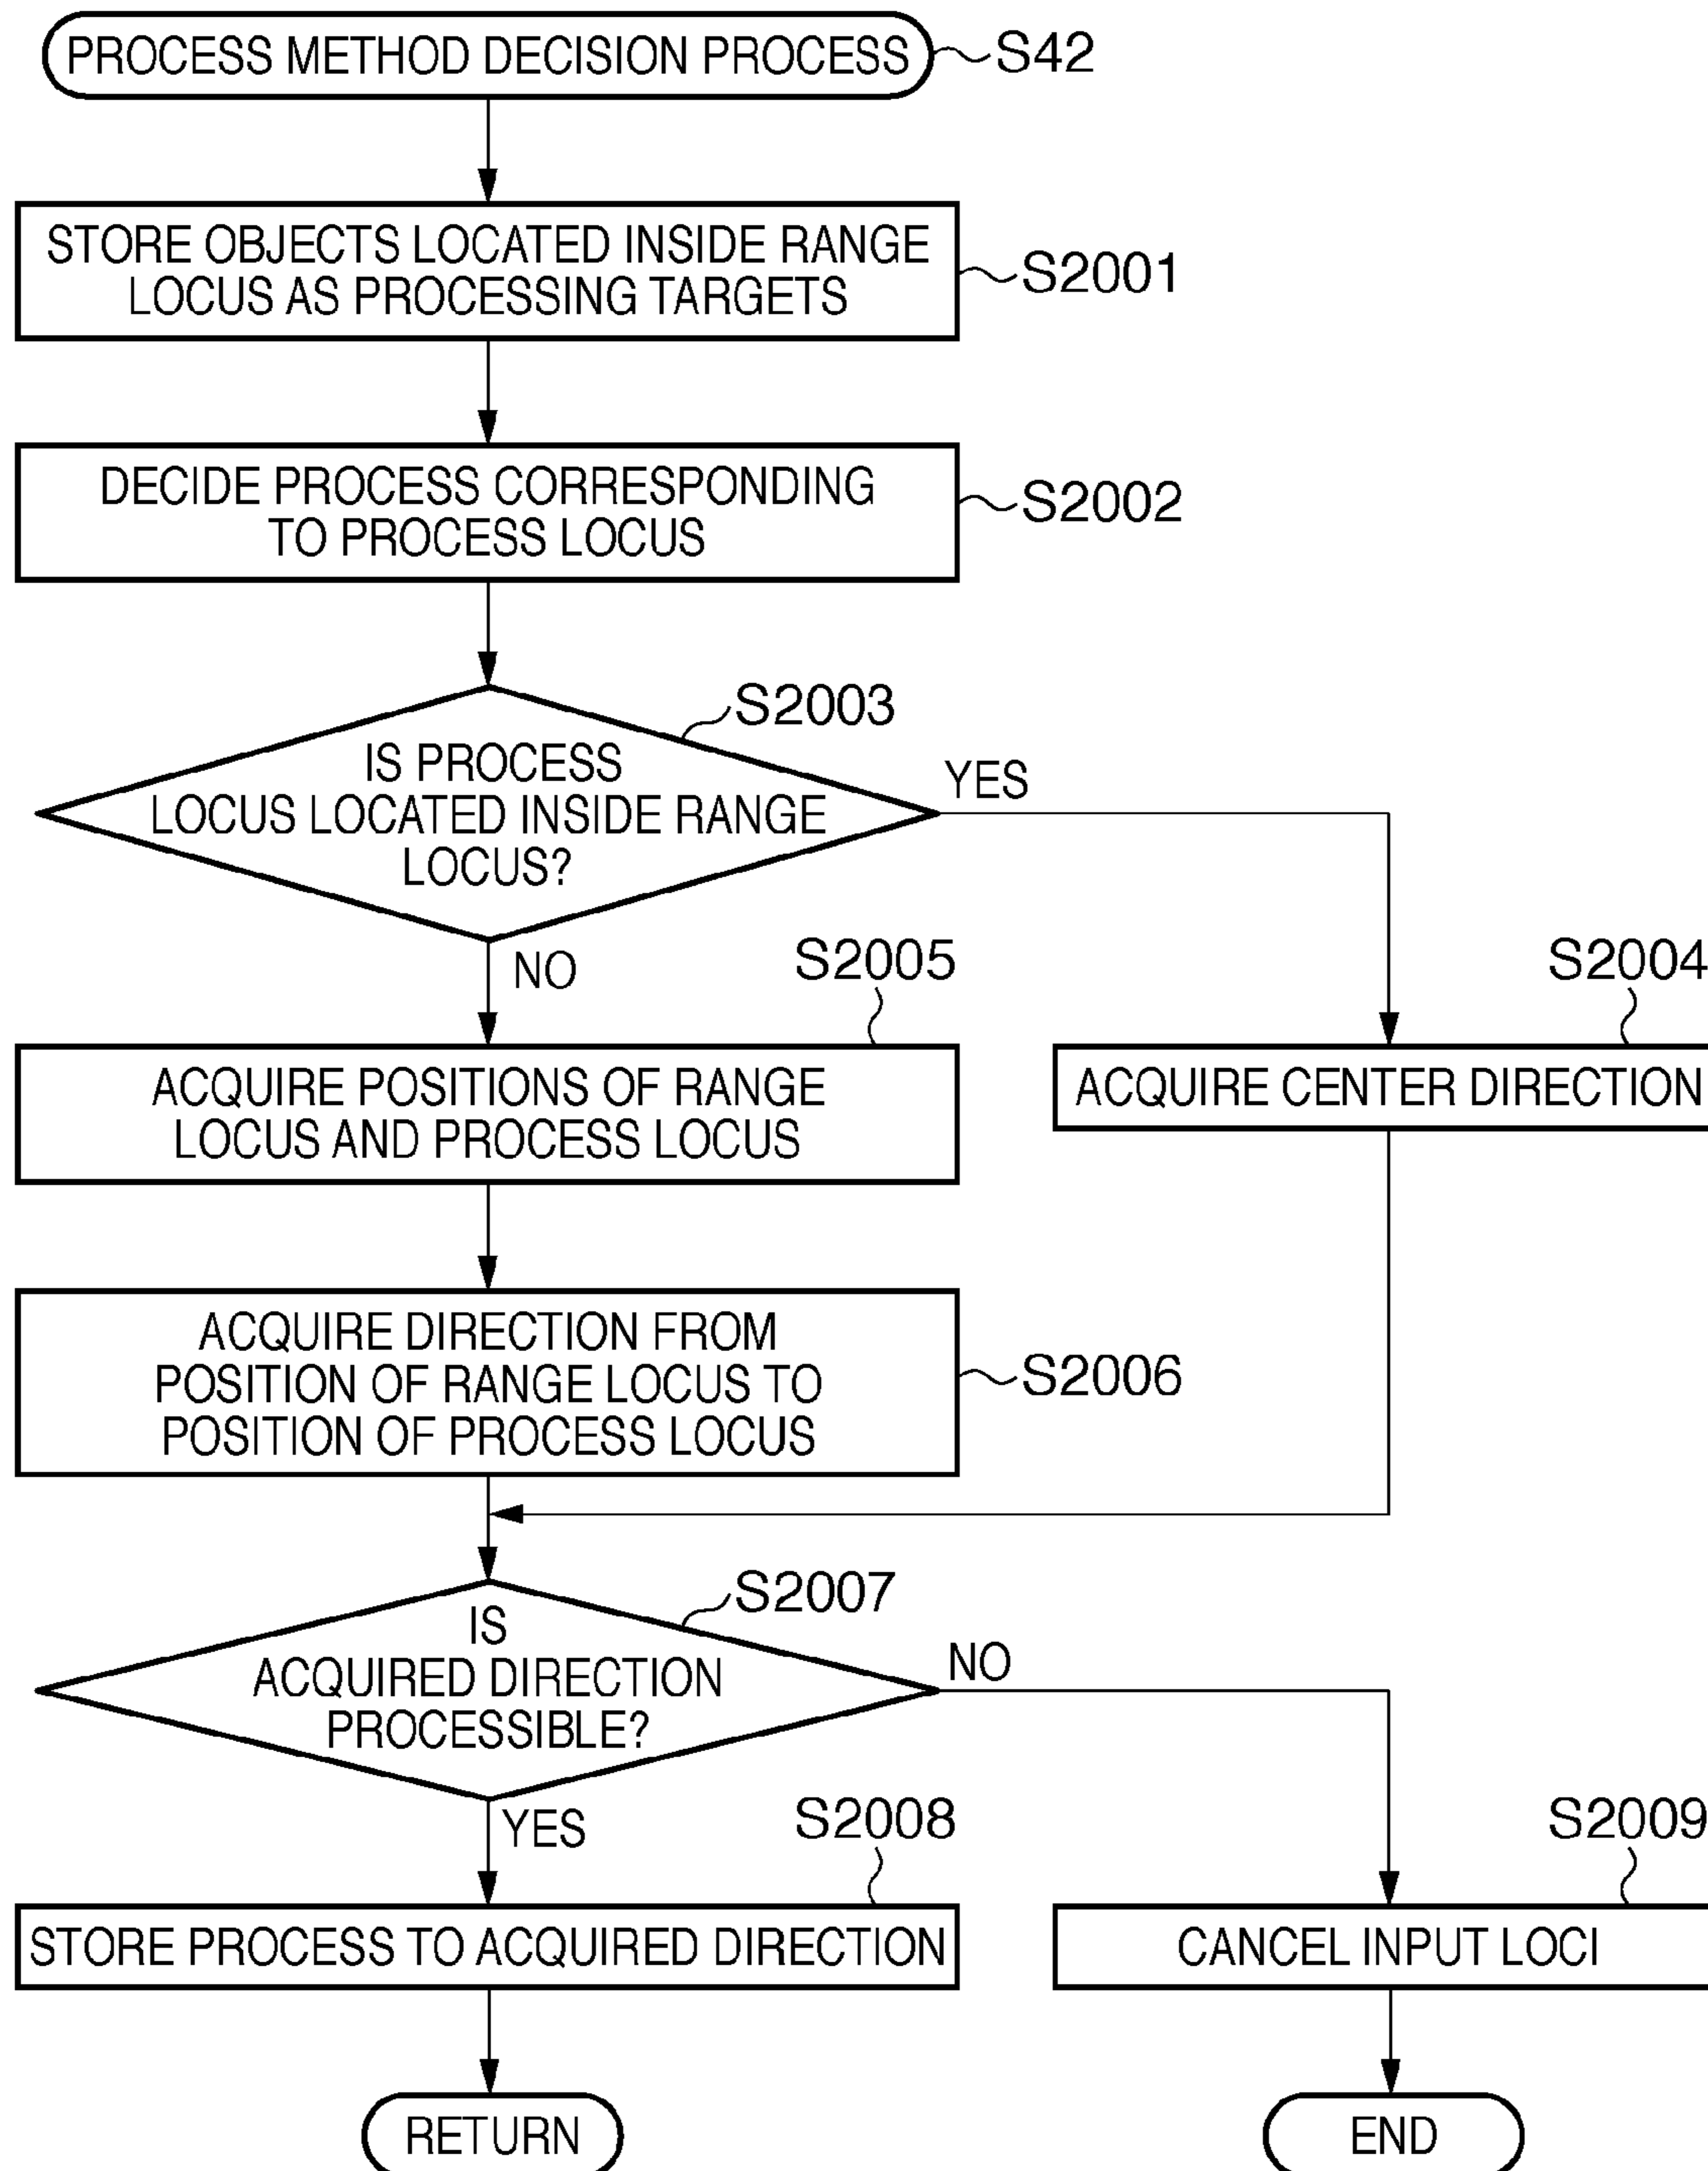 PROCESS METHOD DECISION PROCESS
S42
STORE OBJECTS LOCATED INSIDE RANGE
LOCUS AS PROCESSING TARGETS
S2001
DECIDE PROCESS CORRESPONDING
TO PROCESS LOCUS
S2002
S2003
IS PROCESS
LOCUS LOCATED INSIDE RANGE
LOCUS?
YES
NO
S2005
S2004
ACQUIRE POSITIONS OF RANGE
LOCUS AND PROCESS LOCUS
ACQUIRE CENTER DIRECTION
ACQUIRE DIRECTION FROM
POSITION OF RANGE LOCUS TO
POSITION OF PROCESS LOCUS
S2006
S2007
IS
ACQUIRED DIRECTION
PROCESSIBLE?
NO
YES
S2008
S2009
STORE PROCESS TO ACQUIRED DIRECTION
CANCEL INPUT LOCI
RETURN
END